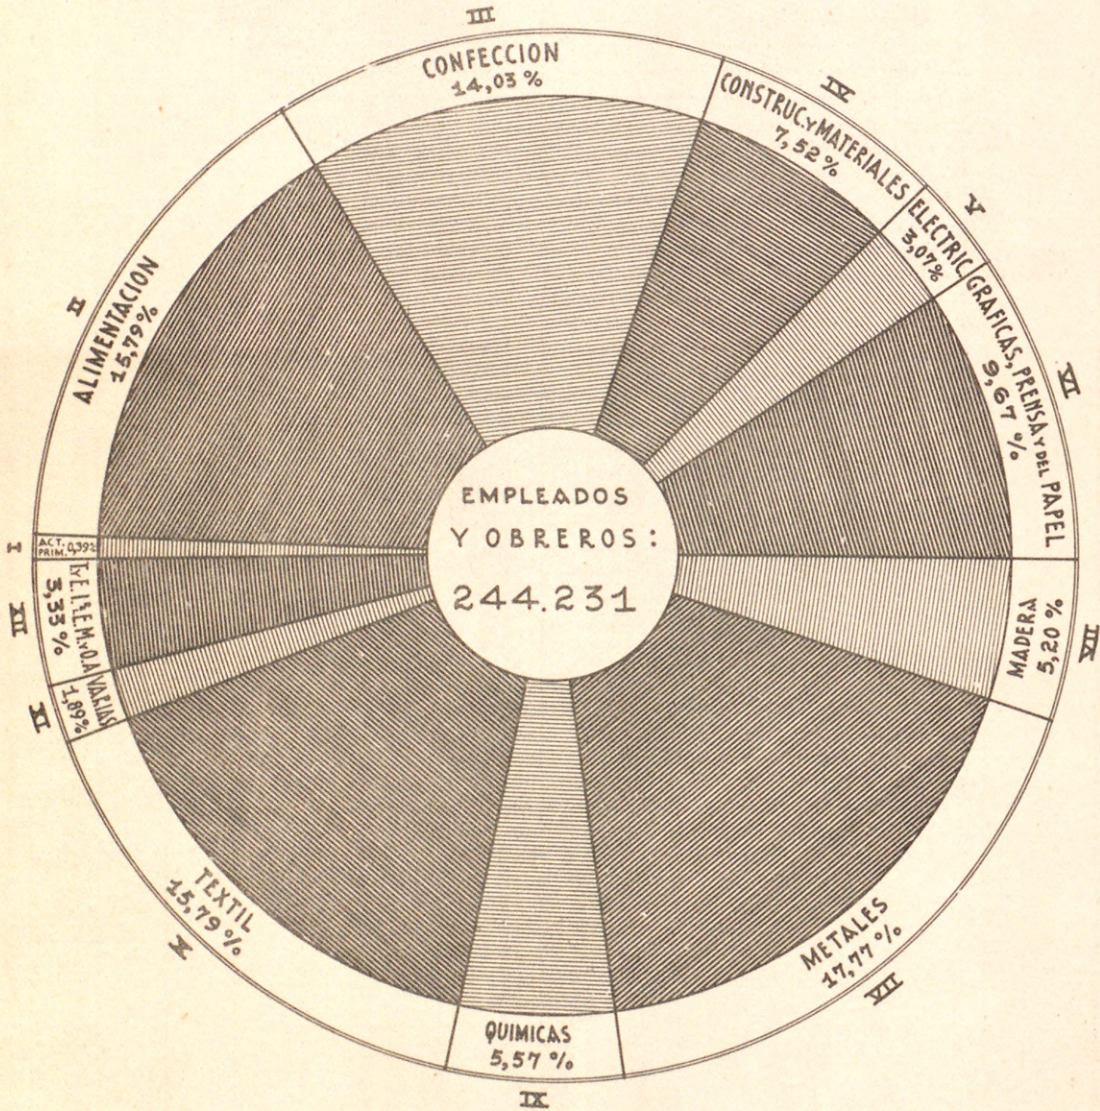 III
CONFECCION
14,03 %
IV
CONSTRUC. Y MATERIALES
7,52 %
V
ELECTRIC
3,07%
VI
GRAFICAS, PRENSA Y DEL PAPEL
9,67 %
IIX
MADERA
5,20 %
VII
METALES
17,77 %
IX
QUIMICAS
5,57 %
X
TEXTIL
15,79 %
XI
VARIAS
1,89%
XII
3,33 %
I
ACT.
PRIM. 0,39%
II
ALIMENTACION
15,79 %
EMPLEADOS
Y OBREROS:
244.231